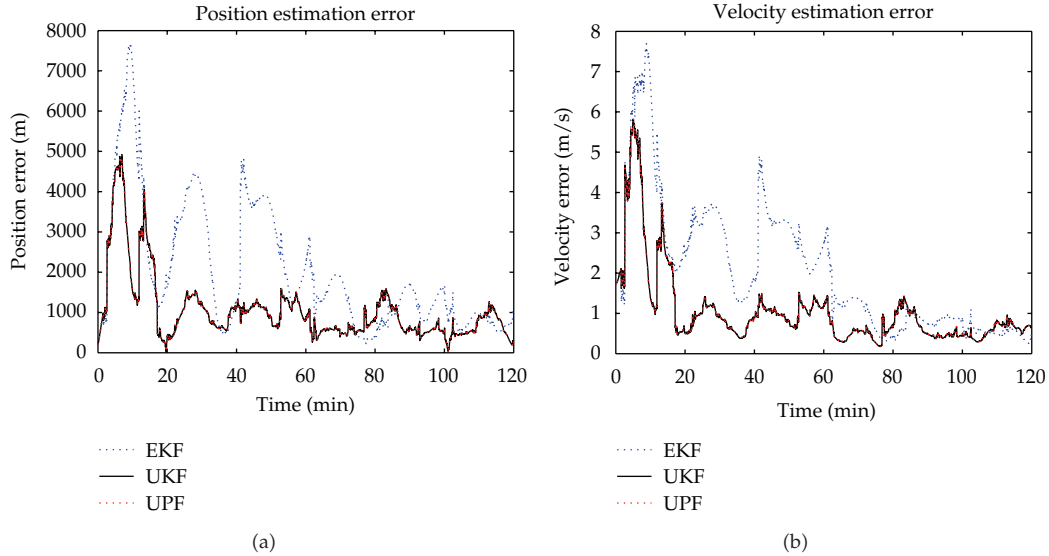 Position estimation error
8000
7000
6000
5000
4000
3000
2000
1000
0
Position error (m)
0 20 40 60 80 100 120
Time (min)
EKF
UKF
UPF
(a)
Velocity estimation error
8
7
6
5
4
3
2
1
0
Velocity error (m/s)
0 20 40 60 80 100 120
Time (min)
EKF
UKF
UPF
(b)